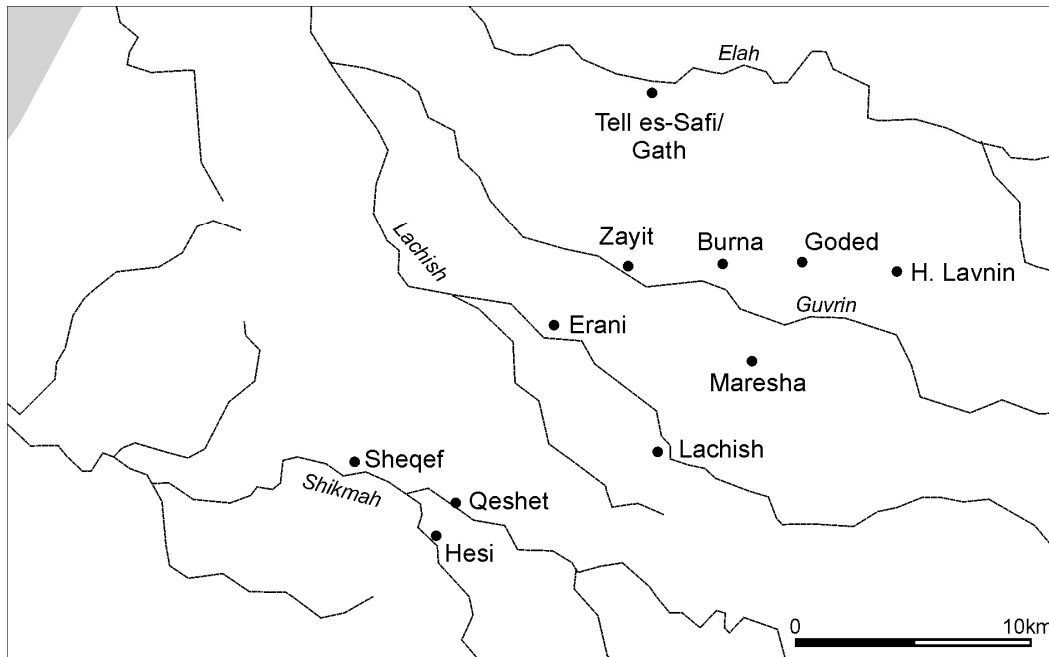 Elah
Tell es-Safi/
Gath
Lachish
Zayit
Burna
Goded
H. Lavnin
Guvrin
Erani
Maresha
Lachish
Sheqef
Shikmah
Qeshet
Hesi
0 10km